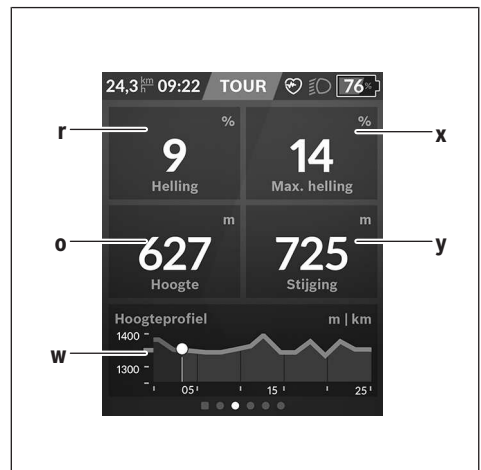 24,3 km/h 09:22 TOUR 76%
r % % x
9 14
Helling Max. helling
o m m y
627 725
Hoogte Stijging
Hoogteprofiel m | km
1400
w
1300
05 15 25